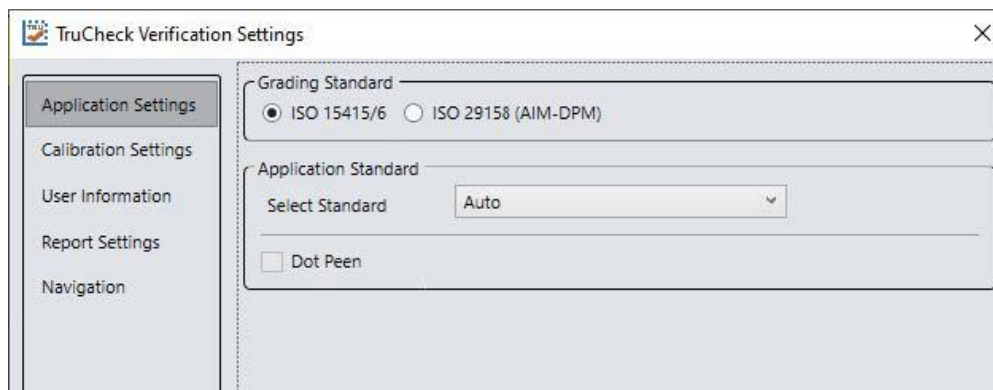 TruCheck Verification Settings
Application Settings
Calibration Settings
User Information
Report Settings
Navigation
Grading Standard
ISO 15415/6 ISO 29158 (AIM-DPM)
Application Standard
Select Standard Auto
Dot Peen